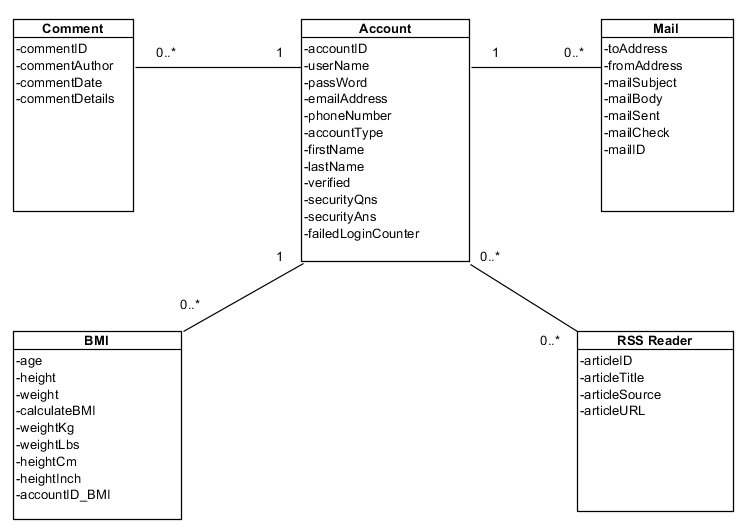 Comment
-commentID
-commentAuthor
-commentDate
-commentDetails
0..*
1
Account
-accountID
-userName
-passWord
-emailAddress
-phoneNumber
-accountType
-firstName
-lastName
-verified
-securityQns
-securityAns
-failedLoginCounter
1
0..*
Mail
-toAddress
-fromAddress
-mailSubject
-mailBody
-mailSent
-mailCheck
-mailID
1
0..*
0..*
0..*
BMI
-age
-height
-weight
-calculateBMI
-weightKg
-weightLbs
-heightCm
-heightInch
-accountID_BMI
RSS Reader
-articleID
-articleTitle
-articleSource
-articleURL